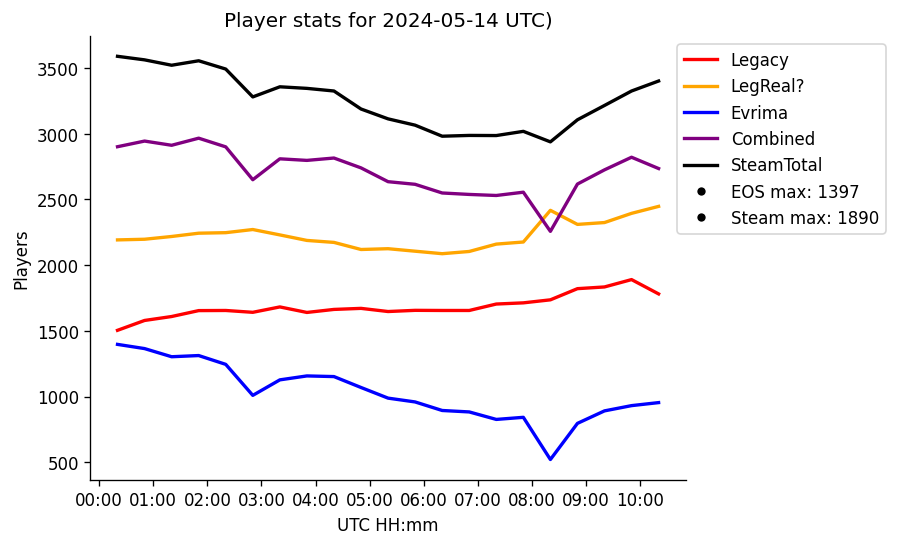 Player stats for 2024-05-14 UTC)
Players
3500
3000
2500
2000
1500
1000
500
00:00 01:00 02:00 03:00 04:00 05:00 06:00 07:00 08:00 09:00 10:00
UTC HH:mm
Legacy
LegReal?
Evrima
Combined
SteamTotal
EOS max: 1397
Steam max: 1890